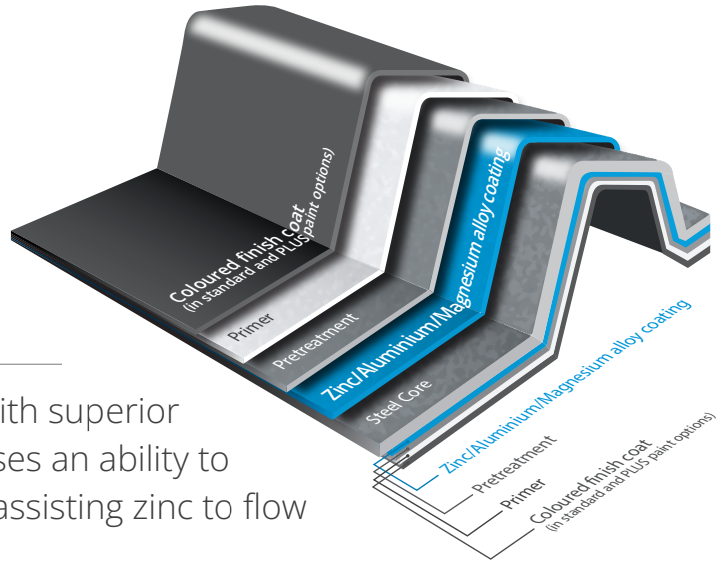 Coloured finish coat
(in standard and PLUS paint options)
Primer
Pretreatment
Zinc/Aluminium/Magnesium alloy coating
Steel Core
Zinc/Aluminium/Magnesium alloy coating
Pretreatment
Primer
Coloured finish coat
(in standard and PLUS paint options)
ith superior
ses an ability to
assisting zinc to flow